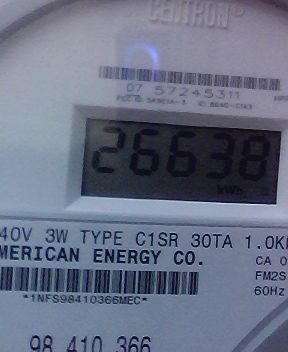 CENTRON®
07 57245311
26638
kWh
40V 3W TYPE C1SR 30TA 1.0K
MERICAN ENERGY CO.
CA 0
FM2S
60Hz
*1NFS98410366MEC*
98 410 366